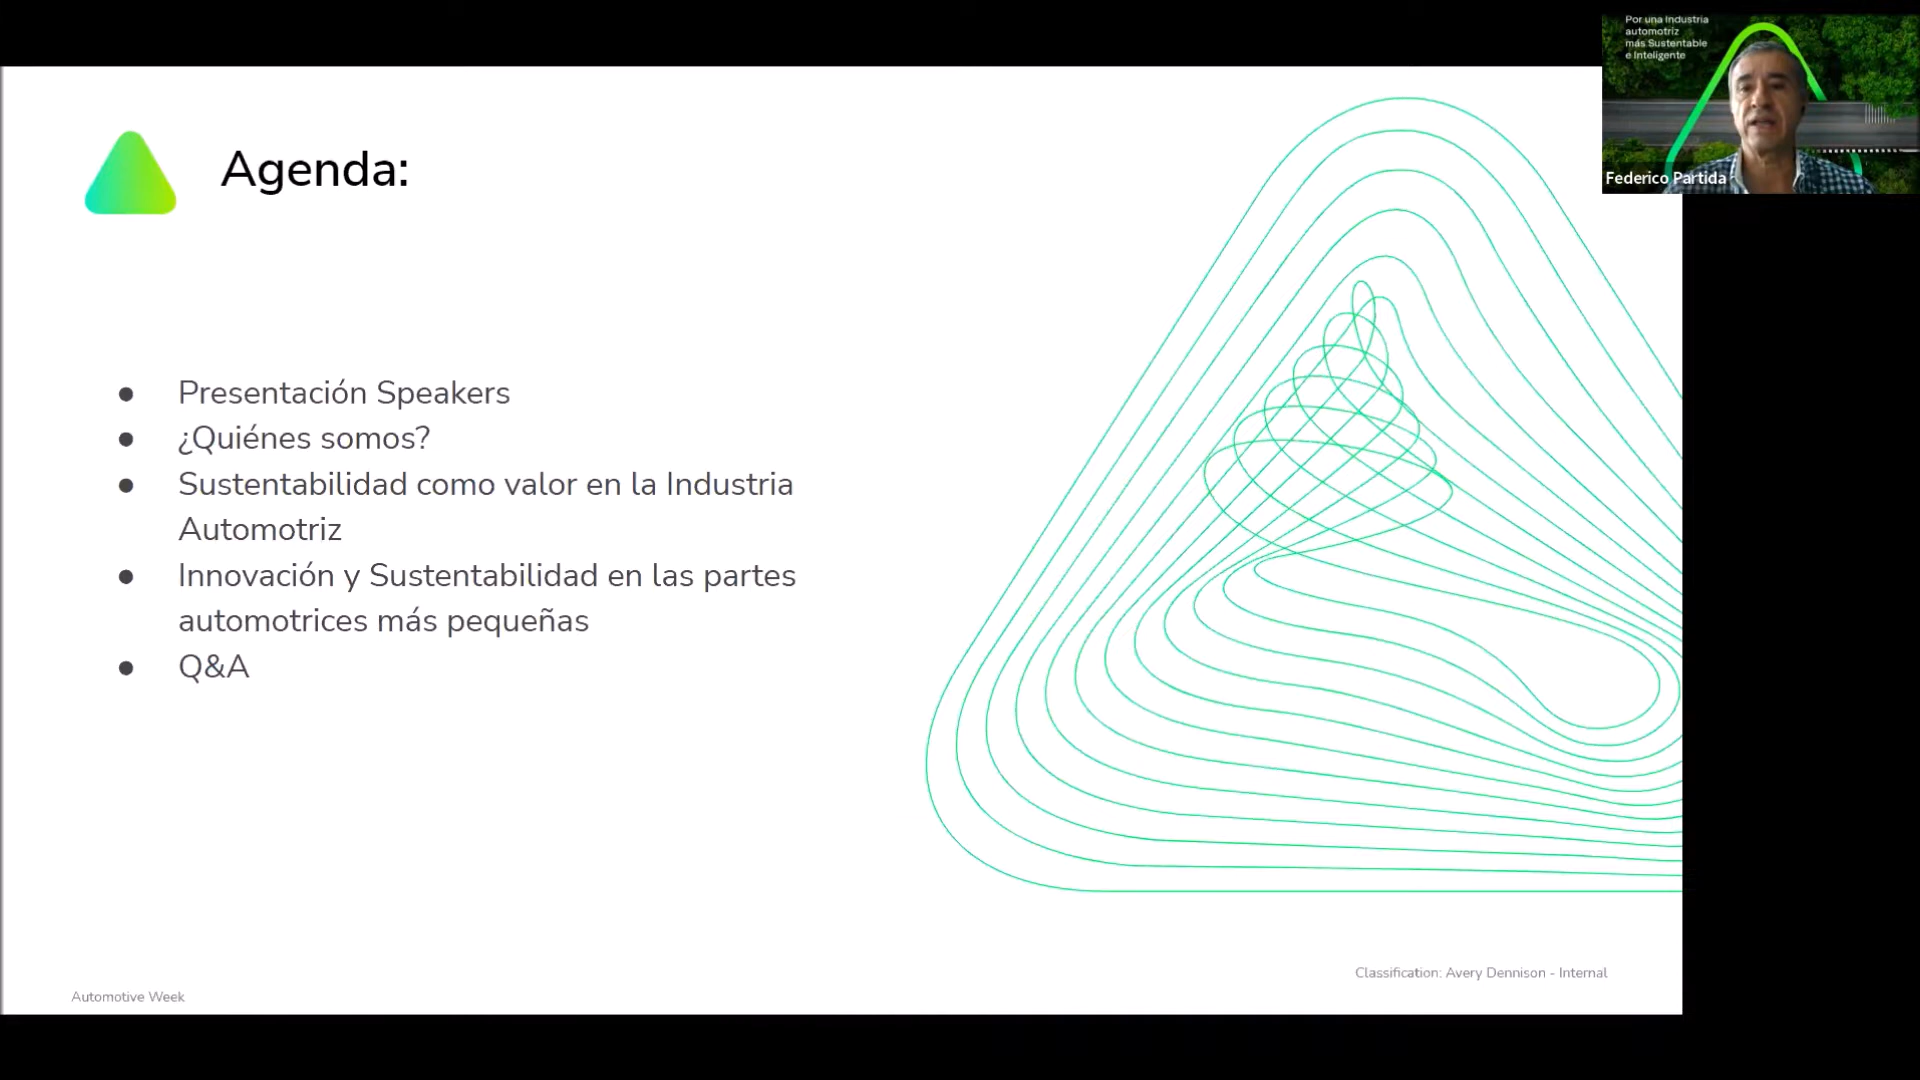 Por una Industria
automotriz
más Sustentable
e Inteligente
Federico Partida
Agenda:
● Presentación Speakers
● ¿Quiénes somos?
● Sustentabilidad como valor en la Industria
Automotriz
● Innovación y Sustentabilidad en las partes
automotrices más pequeñas
● Q&A
Classification: Avery Dennison - Internal
Automotive Week